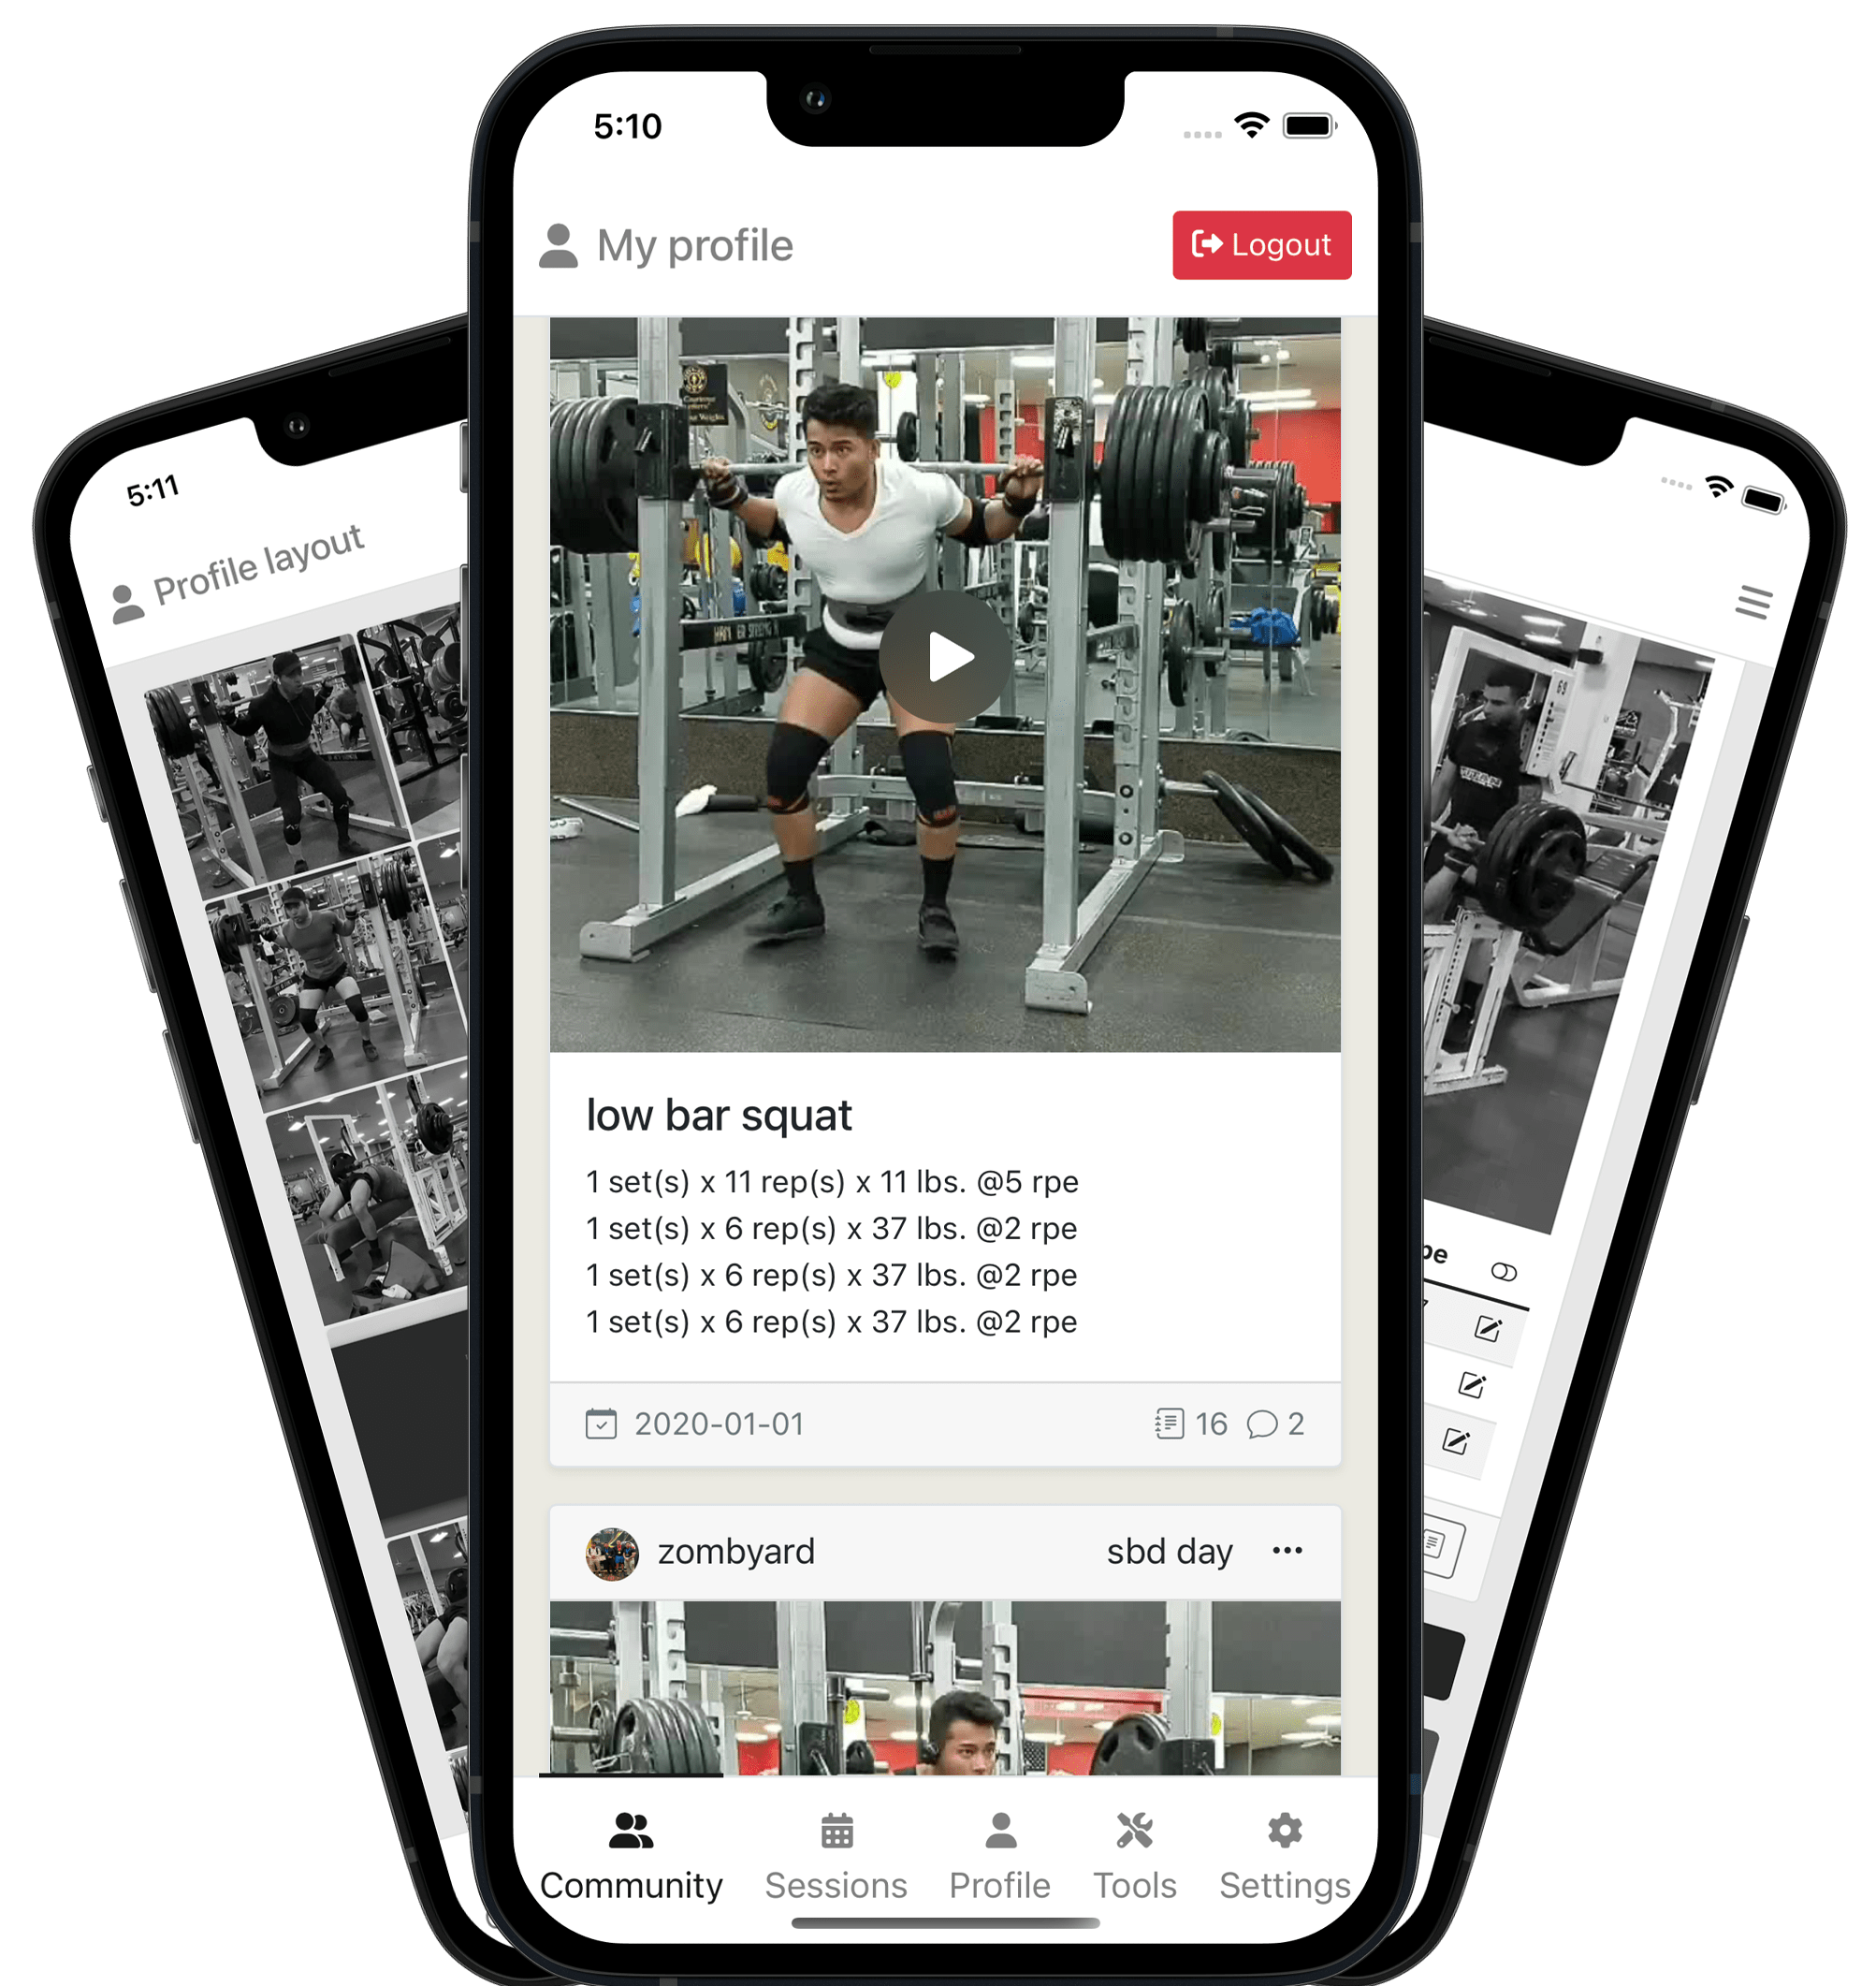 5:10
My profile
Logout
low bar squat
1 set(s) x 11 rep(s) x 11 lbs. @5 rpe
1 set(s) x 6 rep(s) x 37 lbs. @2 rpe
1 set(s) x 6 rep(s) x 37 lbs. @2 rpe
1 set(s) x 6 rep(s) x 37 lbs. @2 rpe
2020-01-01
16
2
zombyard
sbd day
Community
Sessions
Profile
Tools
Settings
5:11
Profile layout